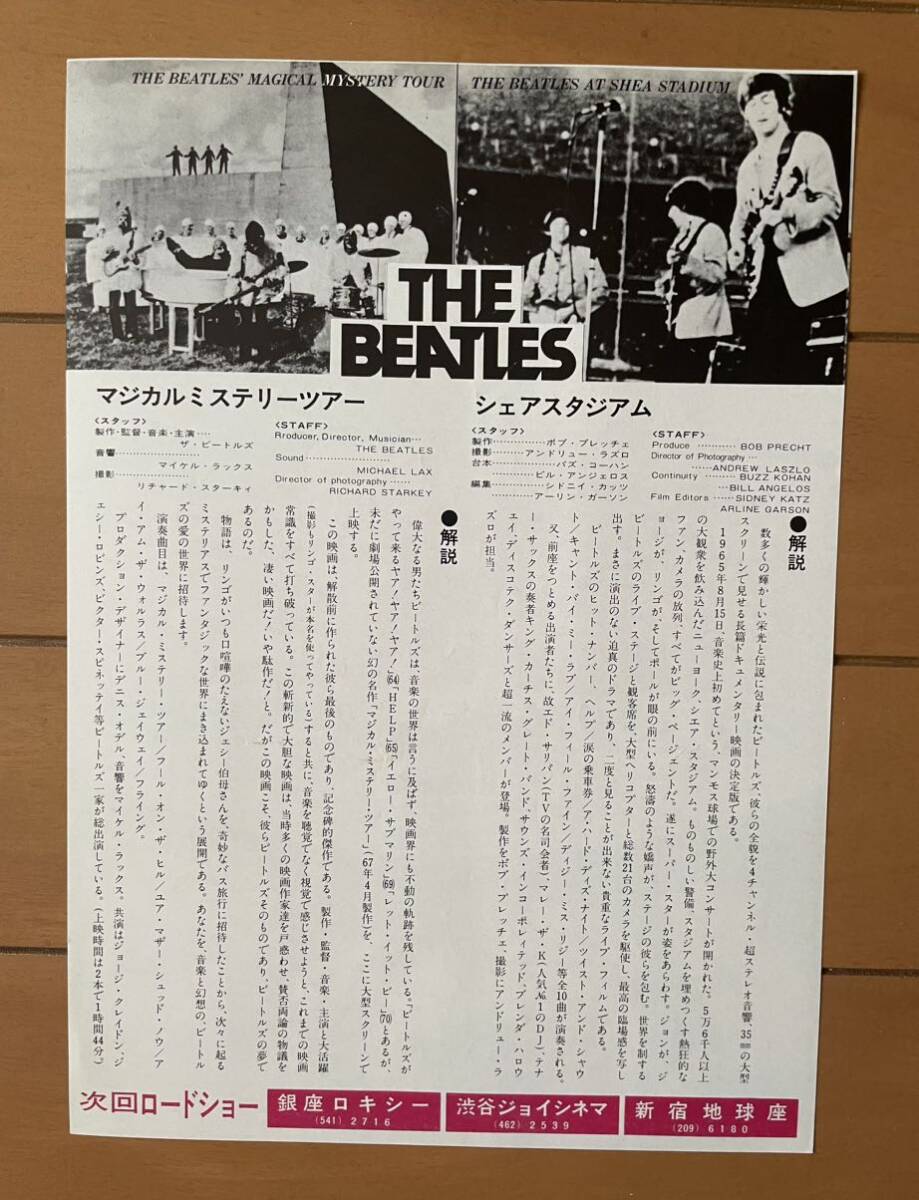 THE BEATLES' MAGICAL MYSTERY TOUR
THE BEATLES AT SHEA STADIUM
THE
BEATLES
マジカルミステリーツアー
〈スタッフ〉
製作・監督・音楽・主演‥‥
ザ・ビートルズ
音響‥‥‥‥‥‥‥‥
マイケル・ラックス
撮影‥‥‥‥‥‥‥‥
リチャード・スターキィ
〈STAFF〉
Rroducer, Director, Musician‥‥
THE BEATLES
Sound‥‥‥‥‥‥‥‥
MICHAEL LAX
Director of photography ‥‥‥
RICHARD STARKEY
シェアスタジアム
〈スタッフ〉
製作‥‥‥‥‥‥ボブ・プレッチェ
撮影‥‥‥‥‥アンドリュー・ラズロ
台本‥‥‥‥‥‥バズ・コーハン
ビル・アンジェロス
編集‥‥‥‥‥‥シドニイ・カッツ
‥‥‥‥‥‥アーリン・ガーソン
〈STAFF〉
Produce ‥‥‥‥‥ BOB PRECHT
Director of Photography ‥‥
‥‥‥‥‥ANDREW LASZLO
Continuity ‥‥‥‥ BUZZ KOHAN
‥‥‥‥‥‥BILL ANGELOS
Film Editors ‥‥‥SIDNEY KATZ
ARLINE GARSON
●解説
数多くの輝かしい栄光と伝説に包まれたビートルズ、彼らの全貌を4チャンネル・超ステレオ音響、35㎜の大型
スクリーンで見せる長篇ドキュメンタリー映画の決定版である。
1965年8月15日、音楽史上初めてという、マンモス球場での野外大コンサートが開かれた。5万6千人以上
の大観衆を飲み込んだニューヨーク、シエア・スタジアム。ものものしい警備、スタジアムを埋めつくす熱狂的な
ファン、カメラの放列、すべてがビッグ・ページェントだ。遂にスーパー・スターが姿をあらわす。ジョンが、ジ
ョージが、リンゴが、そしてポールが眼の前にいる。怒濤のような嬌声が、ステージの彼らを包む。世界を制する
ビートルズのライブ・ステージと観客席を、大型ヘリコプターと総数21台のカメラを駆使し、最高の臨場感を写し
出す。まさに演出のない迫真のドラマであり、二度と見ることが出来ない貴重なライブ・フィルムである。
ビートルズのヒット・ナンバー、ヘルプ／涙の乗車券／ア・ハード・デイズ・ナイト／ツイスト・アンド・シャウ
ト／キャント・バイ・ミー・ラブ／アイ・フィール・ファイン／ディジー・ミス・リジー等全10曲が演奏される。
又、前座をつとめる出演者たちに、故エド・サリバン（TVの名司会者）、マレー・ザ・K（人気№1のDJ）、テナ
ー・サックスの奏者キング・カーチス・グレート・バンド、サウンズ・インコーポレイテッド、ブレンダ・ハロウ
ェイ、ディスコテク・ダンサーズと超一流のメンバーが登場。製作をボブ・プレッチェ、撮影にアンドリュー・ラ
ズロが担当。
●解説
偉大なる男たちビートルズは音楽の世界は言うに及ばず、映画界にも不動の軌跡を残している。「ビートルズが
やって来るヤア！ヤア！ヤア！」(64)「HELP」(65)「イエロー・サブマリン」(69)「レット・イット・ビー」(70)とあるが、
未だに劇場公開されていない幻の名作「マジカル・ミステリー・ツアー」(67年4月製作)を、ここに大型スクリーンで
上映する。
この映画は、解散前に作られた彼ら最後のものであり、記念碑的傑作である。製作・監督・音楽・主演と大活躍
(撮影もリンゴ・スターが本名を使ってやっている)すると共に、音楽を聴覚でなく視覚で感じさせようと、これまでの映画
常識をすべて打ち破っている。この斬新的で大胆な映画は、当時多くの映画作家達を戸惑わせ、賛否両論の物議を
かもした、凄い映画だ！いや駄作だ！と。だがこの映画こそ、彼らビートルズそのものであり、ビートルズの夢で
あるのだ。
物語は、リンゴがいつも口喧嘩のたえないジェシー伯母さんを、奇妙なバス旅行に招待したことから、次々に起る
ミステリアスでファンタジックな世界にまき込まれてゆくという展開である。あなたを、音楽と幻想の、ビートル
ズの愛の世界に招待します。
演奏曲目は、マジカル・ミステリー・ツアー／フール・オン・ザ・ヒル／ユア・マザー・シュッド・ノウ／ア
イ・アム・ザ・ウォルラス／ブルー・ジェイウェイ／フライング。
プロダクション・デザイナーにデニス・オデル、音響をマイケル・ラックス。共演はジョージ・クレイドン、ジ
ェシー・ロビンズ、ビクター・スピネッティ等ビートルズ一家が総出演している。(上映時間は2本で1時間44分。)
次回ロードショー
銀座ロキシー
(541) 2716
渋谷ジョイシネマ
(462) 2539
新宿地球座
(209) 6180